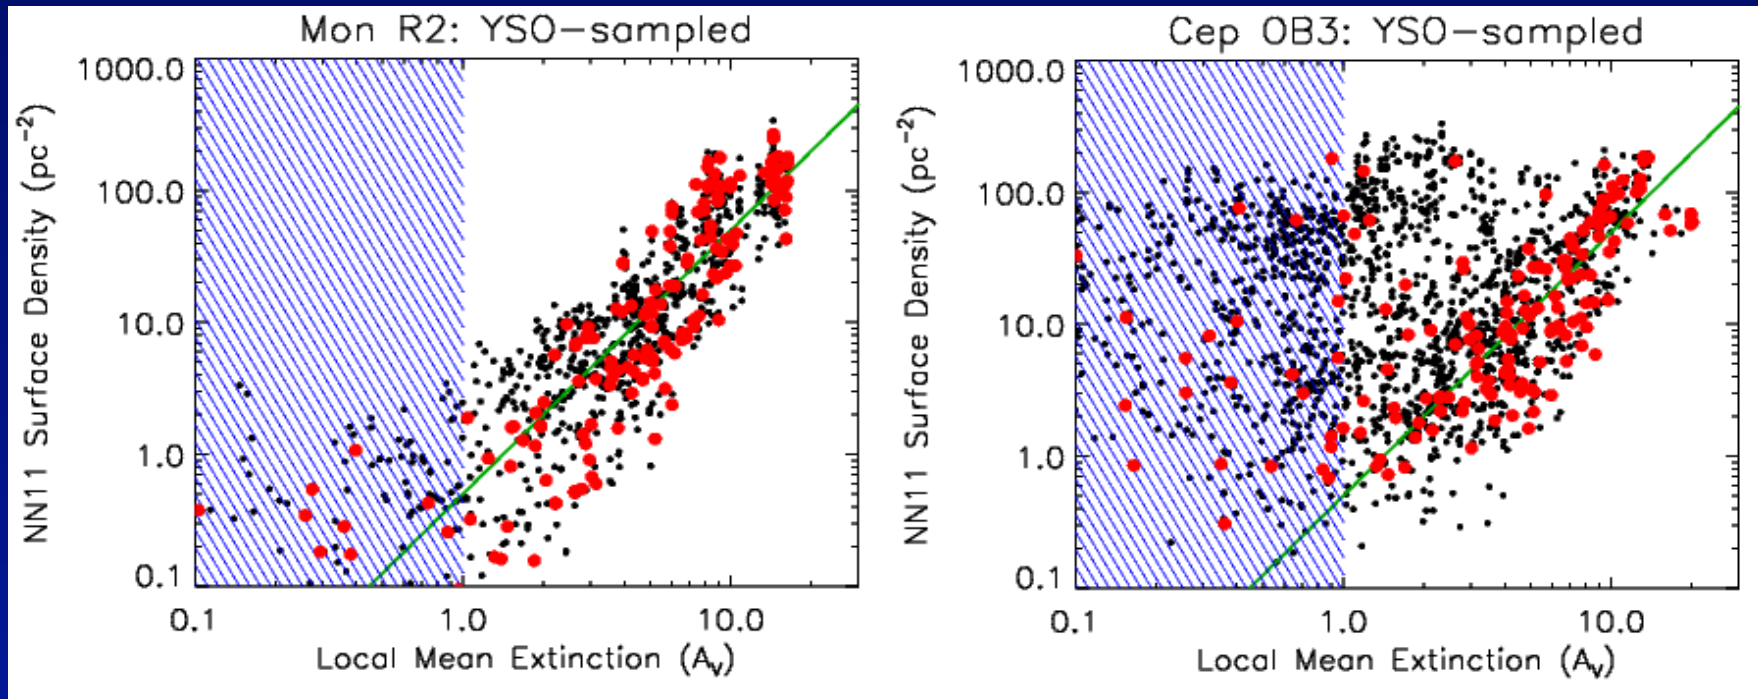 Mon R2: YSO-sampled
1000.0
100.0
10.0
1.0
0.1
NN11 Surface Density (pc⁻²)
0.1 1.0 10.0
Local Mean Extinction (A_V)
Cep OB3: YSO-sampled
1000.0
100.0
10.0
1.0
0.1
NN11 Surface Density (pc⁻²)
0.1 1.0 10.0
Local Mean Extinction (A_V)